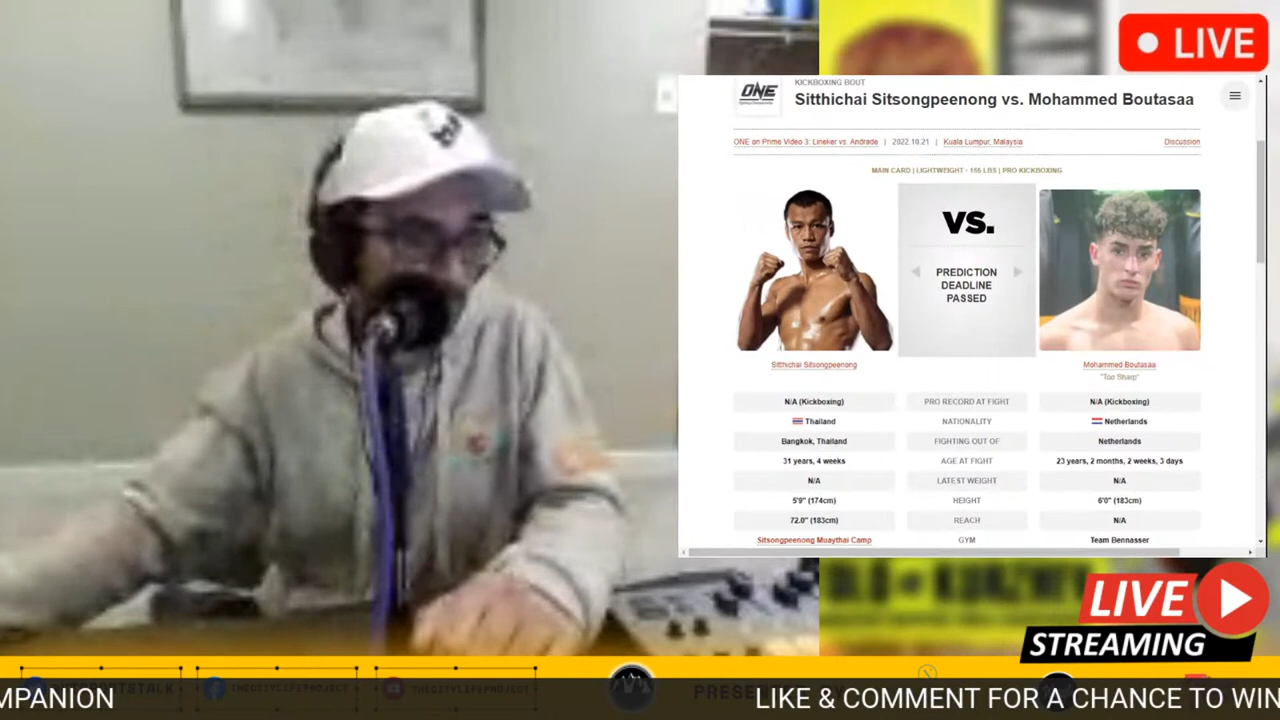 LIVE
KICKBOXING BOUT
ONE
Sitthichai Sitsongpeenong vs. Mohammed Boutasaa
ONE on Prime Video 3: Lineker vs. Andrade | 2022.10.21 | Kuala Lumpur, Malaysia
Discussion
MAIN CARD | LIGHTWEIGHT · 155 LBS | PRO KICKBOXING
VS.
PREDICTION
DEADLINE
PASSED
Sitthichai Sitsongpeenong
Mohammed Boutasaa
"Too Sharp"
N/A (Kickboxing) PRO RECORD AT FIGHT N/A (Kickboxing)
Thailand NATIONALITY Netherlands
Bangkok, Thailand FIGHTING OUT OF Netherlands
31 years, 4 weeks AGE AT FIGHT 23 years, 2 months, 2 weeks, 3 days
N/A LATEST WEIGHT N/A
5'9" (174cm) HEIGHT 6'0" (183cm)
72.0" (183cm) REACH N/A
Sitsongpeenong Muaythai Camp GYM Team Bennasser
LIVE
STREAMING
THECITYLIFEPROJECT
THECITYLIFEPROJECT
MPANION LIKE & COMMENT FOR A CHANCE TO WIN